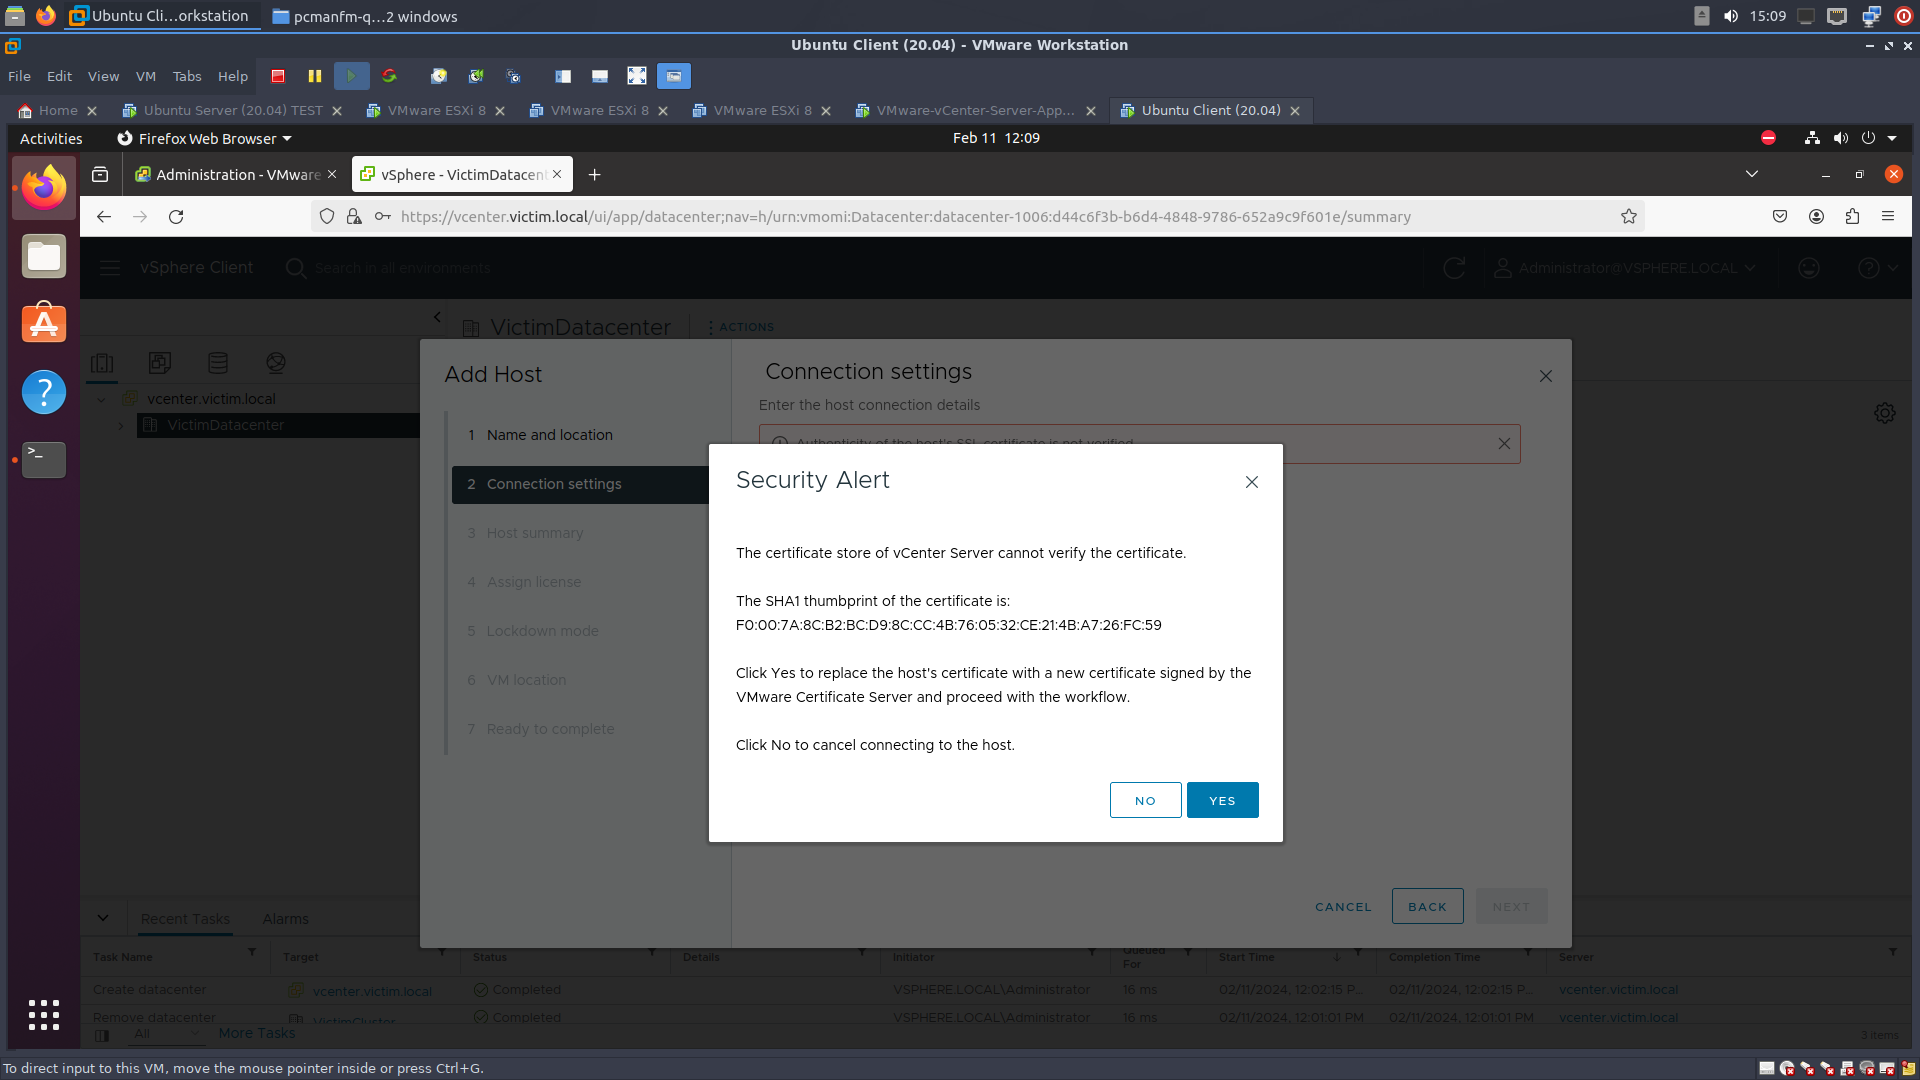 Ubuntu Cli...orkstation
pcmanfm-q...2 windows
15:09
Ubuntu Client (20.04) - VMware Workstation
File Edit View VM Tabs Help
Home
Ubuntu Server (20.04) TEST
VMware ESXi 8
VMware ESXi 8
VMware ESXi 8
VMware-vCenter-Server-App...
Ubuntu Client (20.04)
Activities
Firefox Web Browser
Feb 11 12:09
Administration - VMware
vSphere - VictimDatacent
https://vcenter.victim.local/ui/app/datacenter;nav=h/urn:vmomi:Datacenter:datacenter-1006:d44c6f3b-b6d4-4848-9786-652a9c9f601e/summary
vSphere Client
Search in all environments
Administrator@VSPHERE.LOCAL
VictimDatacenter
ACTIONS
vcenter.victim.local
VictimDatacenter
Add Host
1 Name and location
2 Connection settings
3 Host summary
4 Assign license
5 Lockdown mode
6 VM location
7 Ready to complete
Connection settings
Enter the host connection details
Authenticity of the host's SSL certificate is not verified
Security Alert
The certificate store of vCenter Server cannot verify the certificate.
The SHA1 thumbprint of the certificate is:
F0:00:7A:8C:B2:BC:D9:8C:CC:4B:76:05:32:CE:21:4B:A7:26:FC:59
Click Yes to replace the host's certificate with a new certificate signed by the
VMware Certificate Server and proceed with the workflow.
Click No to cancel connecting to the host.
NO
YES
CANCEL
BACK
NEXT
Recent Tasks
Alarms
Task Name Target Status Details Initiator Queued For Start Time Completion Time Server
Create datacenter vcenter.victim.local Completed VSPHERE.LOCAL\Administrator 16 ms 02/11/2024, 12:02:15 P... 02/11/2024, 12:02:15 P... vcenter.victim.local
Remove datacenter VictimCluster Completed VSPHERE.LOCAL\Administrator 16 ms 02/11/2024, 12:01:01 PM 02/11/2024, 12:01:01 PM vcenter.victim.local
All
More Tasks
3 items
To direct input to this VM, move the mouse pointer inside or press Ctrl+G.